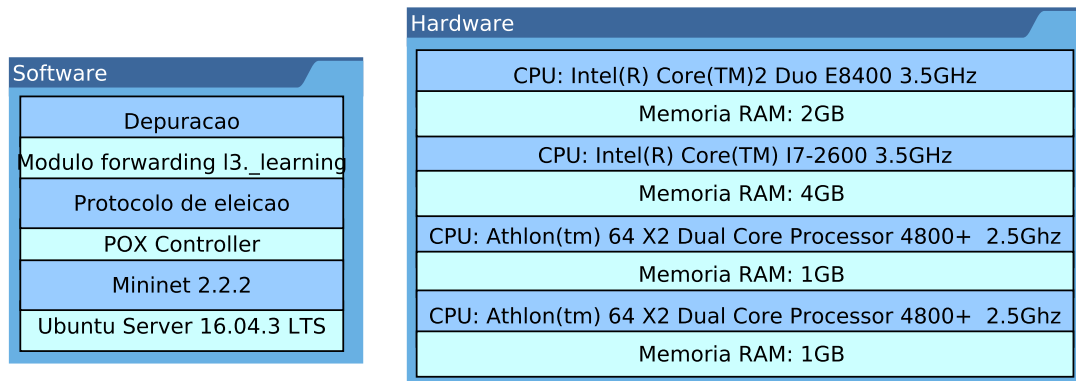 Software
Depuracao
Modulo forwarding l3._learning
Protocolo de eleicao
POX Controller
Mininet 2.2.2
Ubuntu Server 16.04.3 LTS
Hardware
CPU: Intel(R) Core(TM)2 Duo E8400 3.5GHz
Memoria RAM: 2GB
CPU: Intel(R) Core(TM) I7-2600 3.5GHz
Memoria RAM: 4GB
CPU: Athlon(tm) 64 X2 Dual Core Processor 4800+  2.5Ghz
Memoria RAM: 1GB
CPU: Athlon(tm) 64 X2 Dual Core Processor 4800+  2.5Ghz
Memoria RAM: 1GB